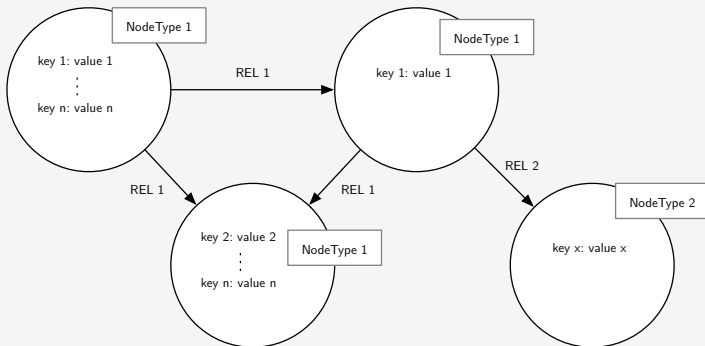 NodeType 1
key 1: value 1
key n: value n
NodeType 1
key 1: value 1
REL 1
REL 1
REL 1
REL 2
NodeType 2
key 2: value 2
key n: value n
NodeType 1
key x: value x